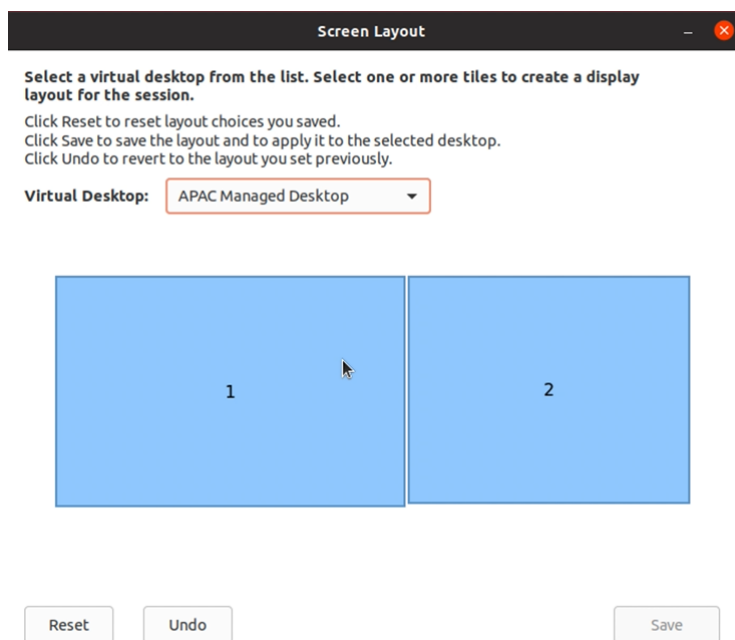 Screen Layout
Select a virtual desktop from the list. Select one or more tiles to create a display
layout for the session.
Click Reset to reset layout choices you saved.
Click Save to save the layout and to apply it to the selected desktop.
Click Undo to revert to the layout you set previously.
Virtual Desktop: APAC Managed Desktop
1 2
Reset Undo Save